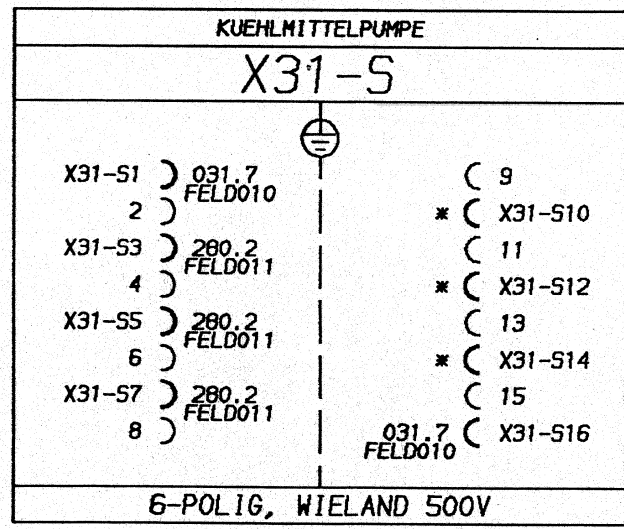 KUEHLMITTELPUMPE
X31-S
X31-S1 031.7
FELD010
2
X31-S3 280.2
FELD011
4
X31-S5 280.2
FELD011
6
X31-S7 280.2
FELD011
8
9
* X31-S10
11
* X31-S12
13
* X31-S14
15
031.7 X31-S16
FELD010
6-POLIG, WIELAND 500V